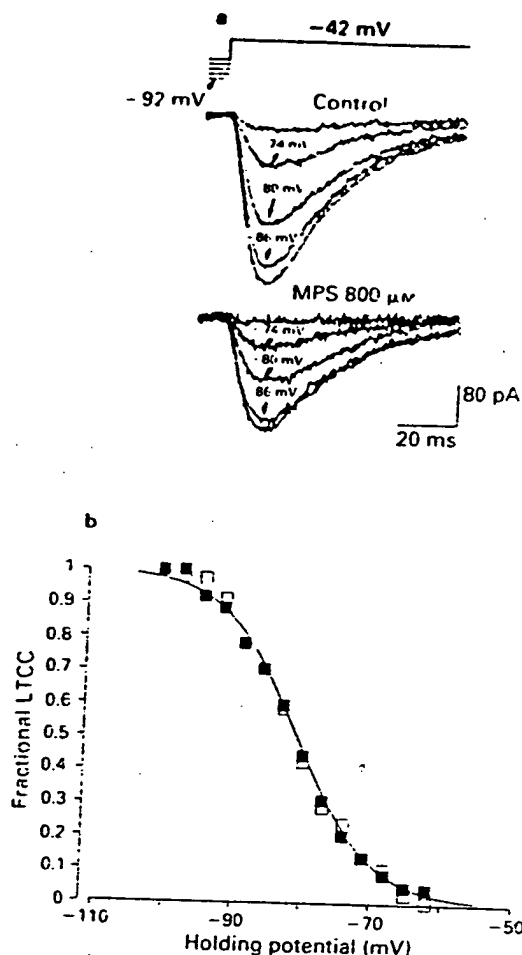 a
-42 mV
-92 mV
Control
-74 mV
-80 mV
-86 mV
MPS 800 μM
-74 mV
-80 mV
-86 mV
80 pA
20 ms
b
1
0.9
0.8
0.7
0.6
0.5
0.4
0.3
0.2
0.1
0
Fractional LTCC
-110
-90
-70
-50
Holding potential (mV)